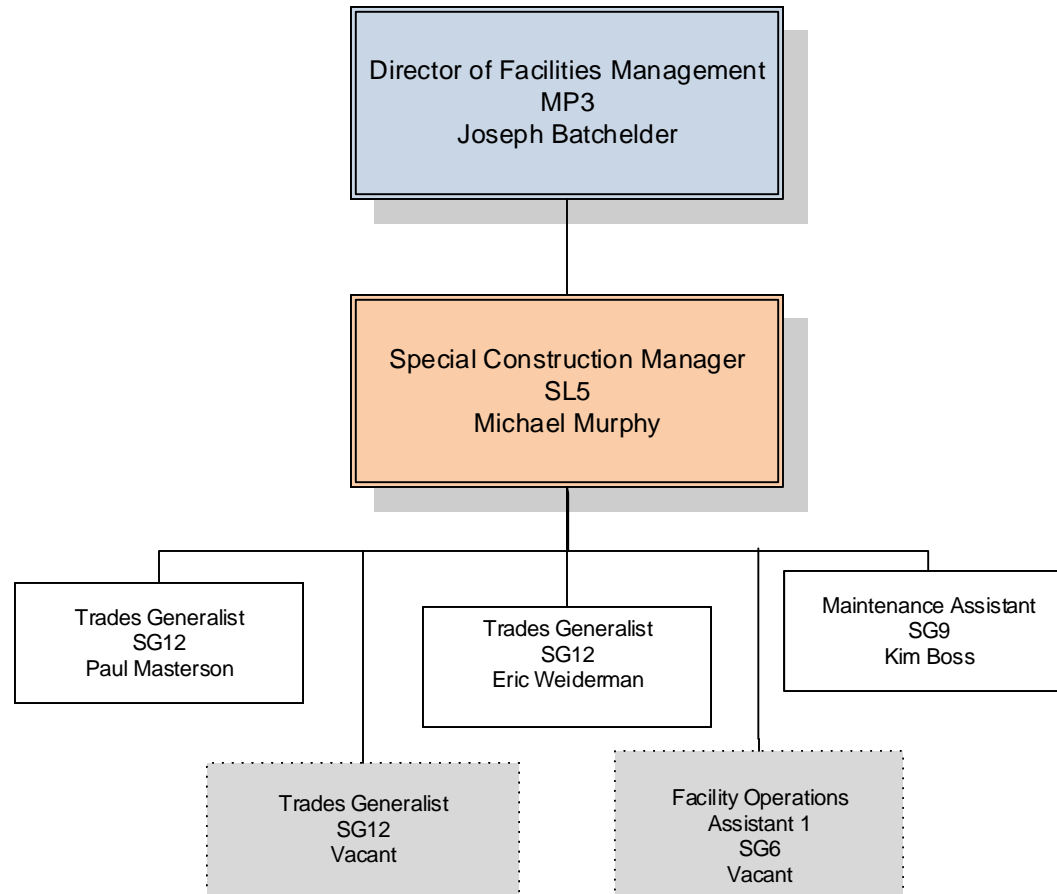 Director of Facilities Management
MP3
Joseph Batchelder
Special Construction Manager
SL5
Michael Murphy
Trades Generalist
SG12
Paul Masterson
Trades Generalist
SG12
Eric Weiderman
Maintenance Assistant
SG9
Kim Boss
Trades Generalist
SG12
Vacant
Facility Operations
Assistant 1
SG6
Vacant